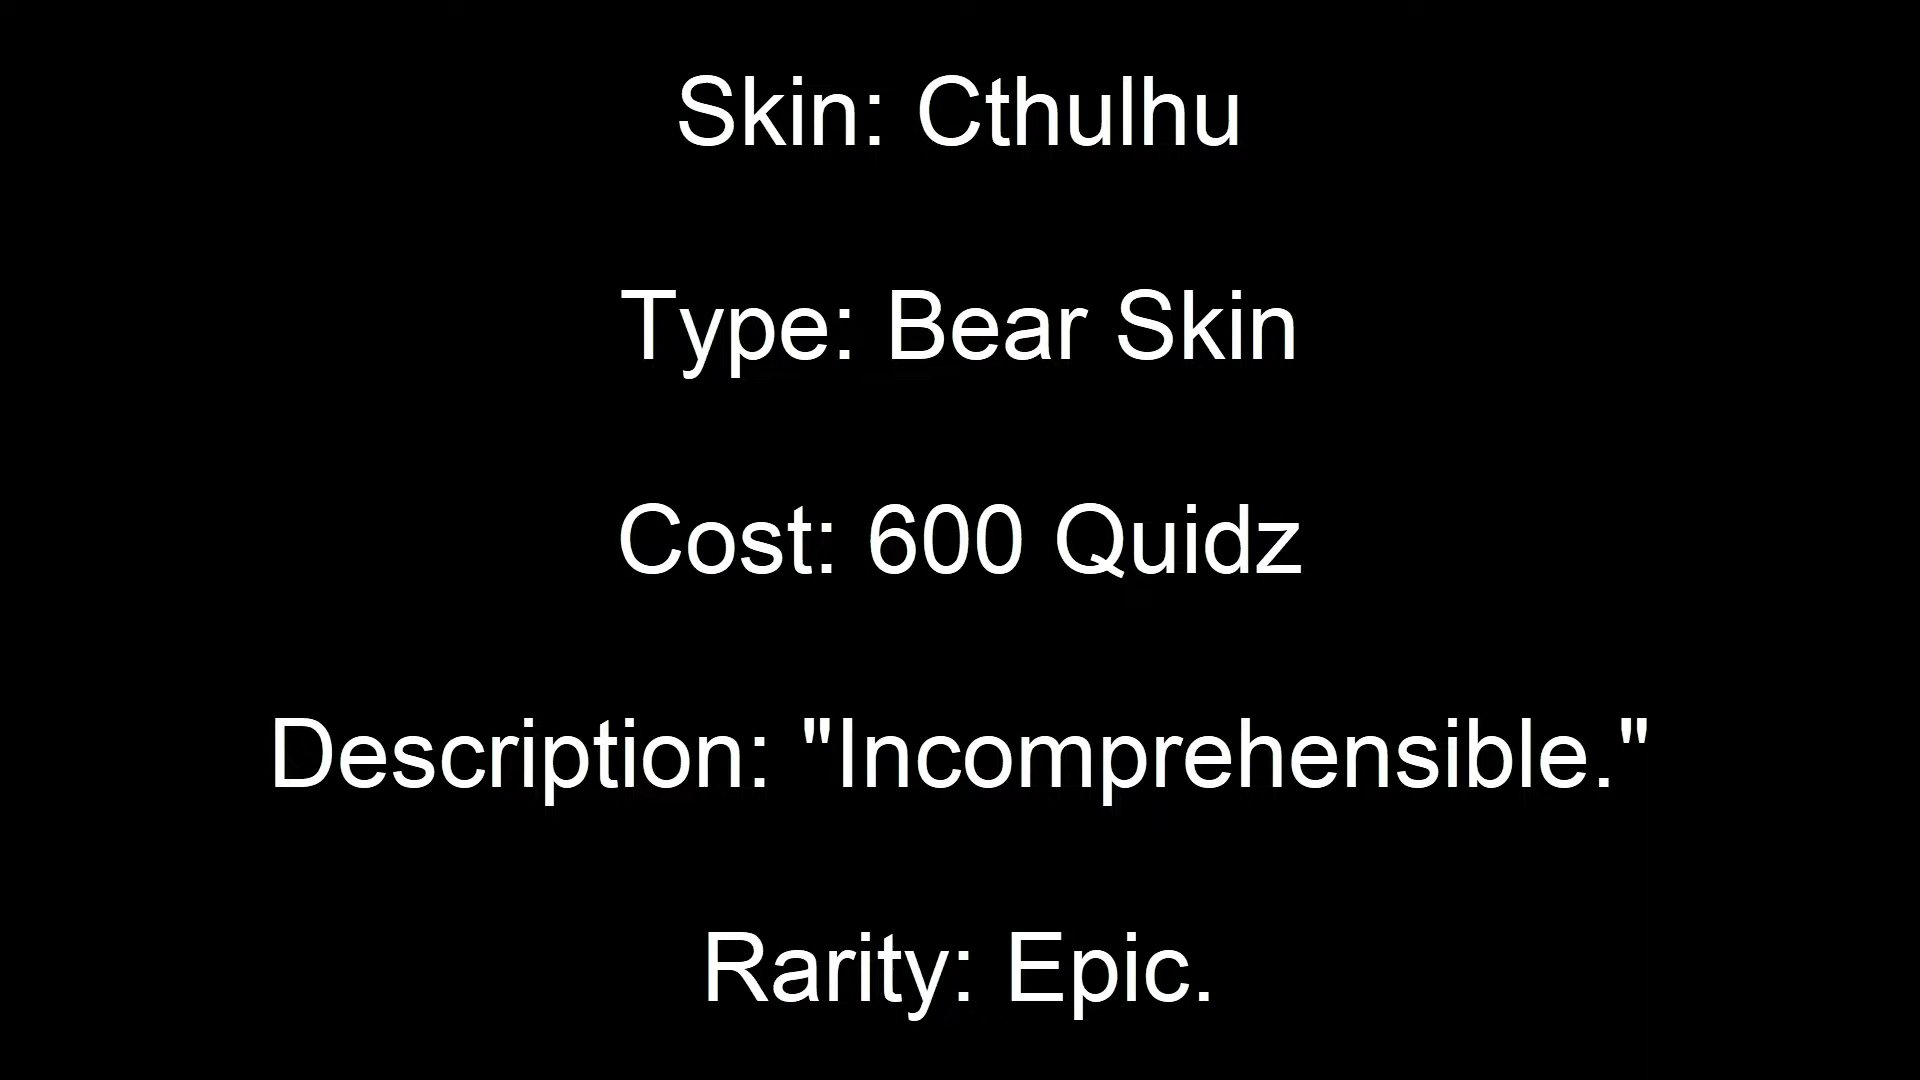 Skin: Cthulhu
Type: Bear Skin
Cost: 600 Quidz
Description: "Incomprehensible."
Rarity: Epic.